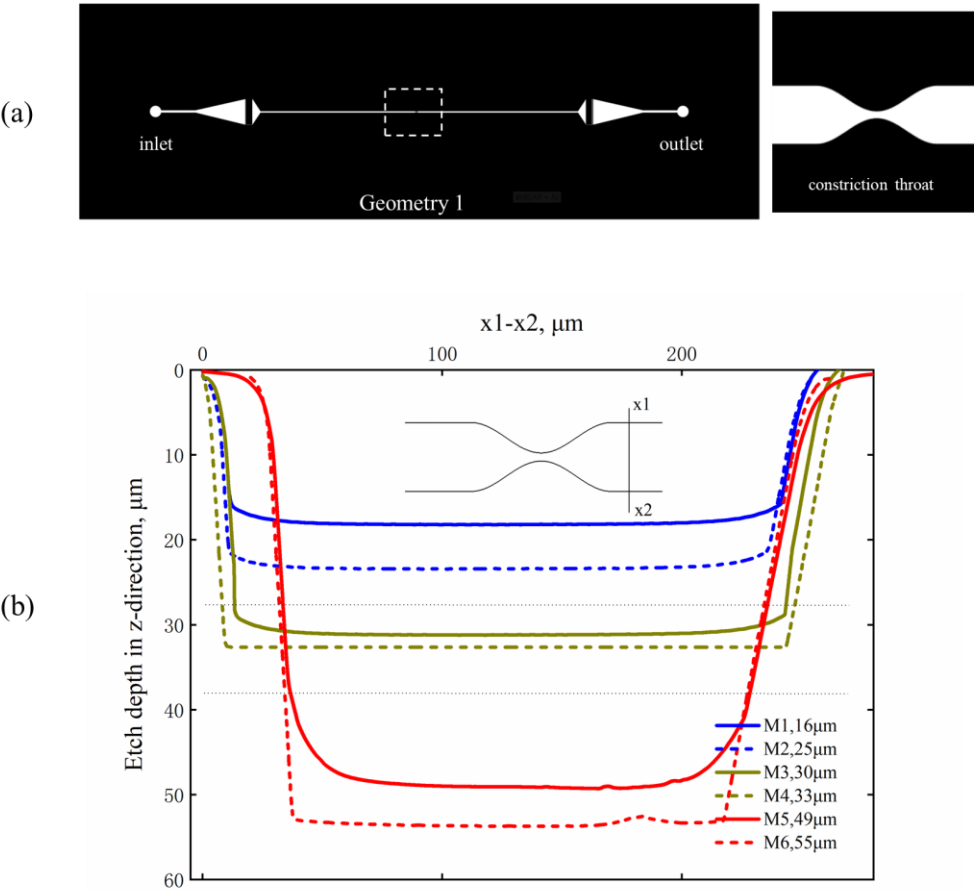 (a)
inlet
outlet
Geometry 1
constriction throat
x1-x2, μm
0 100 200
0
10
20
30
40
50
60
Etch depth in z-direction, μm
x1
x2
(b)
M1,16μm
M2,25μm
M3,30μm
M4,33μm
M5,49μm
M6,55μm